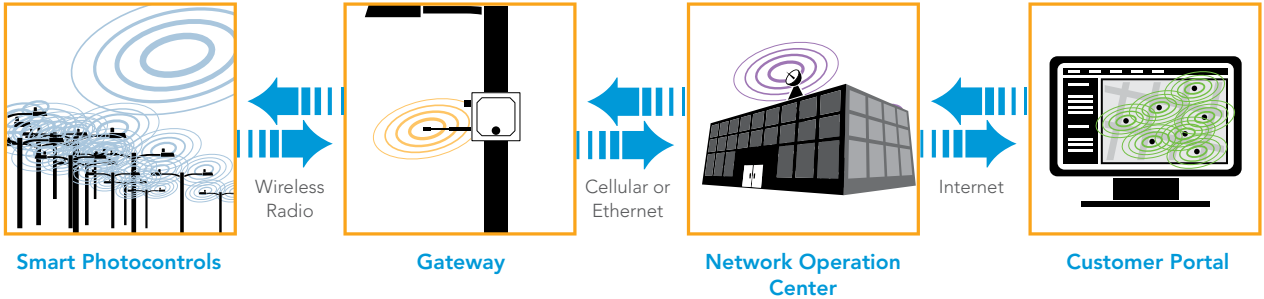 Wireless
Radio
Cellular or
Ethernet
Internet
Smart Photocontrols
Gateway
Network Operation
Center
Customer Portal